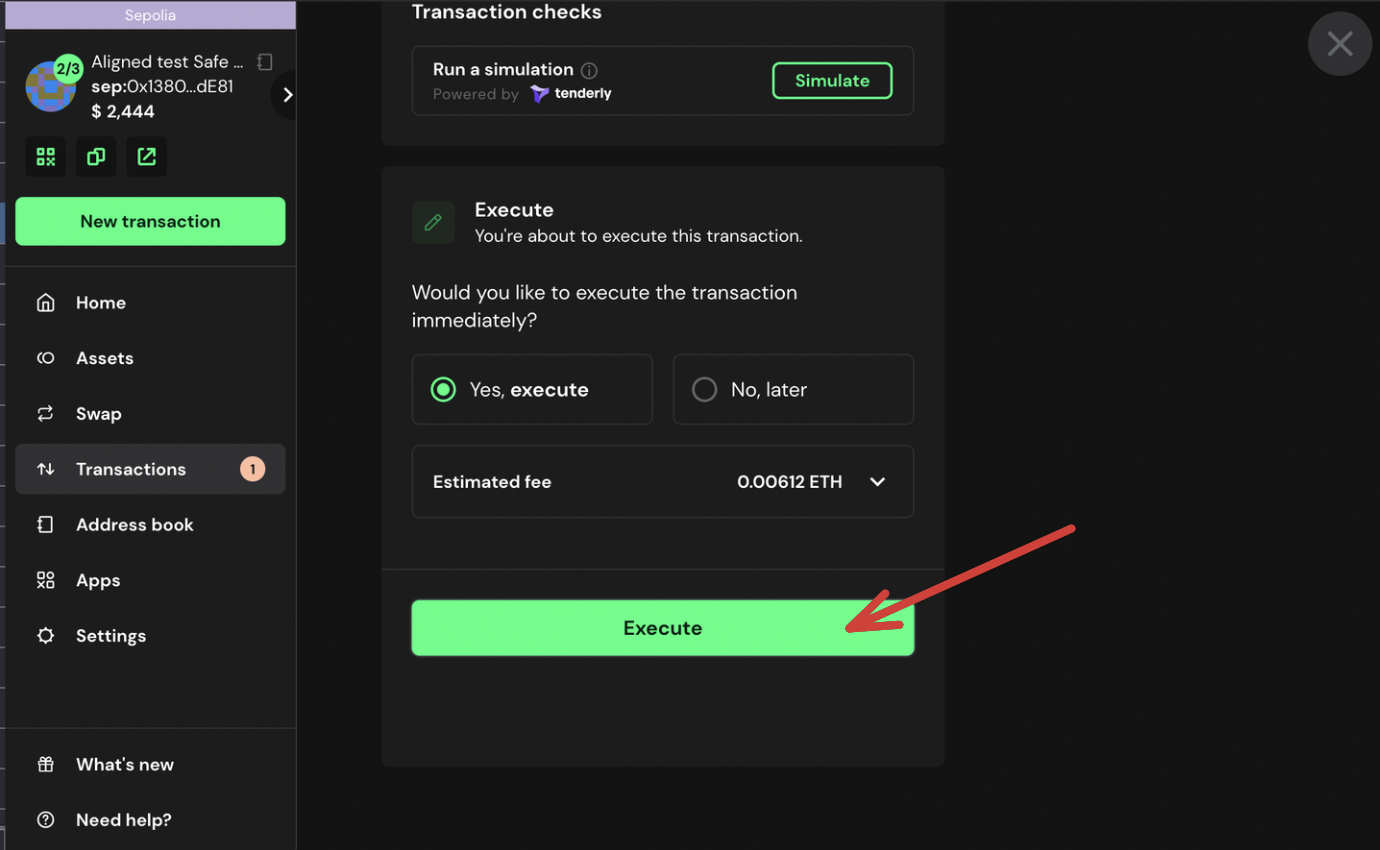 Sepolia
2/3
Aligned test Safe ...
sep:0x1380...dE81
$ 2,444
New transaction
Home
Assets
Swap
Transactions 1
Address book
Apps
Settings
What's new
Need help?
Transaction checks
Run a simulation
Powered by tenderly
Simulate
Execute
You're about to execute this transaction.
Would you like to execute the transaction
immediately?
Yes, execute
No, later
Estimated fee 0.00612 ETH
Execute